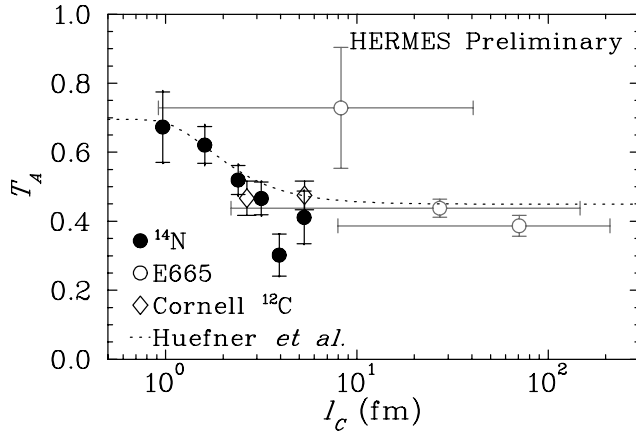 HERMES Preliminary
1.0
0.8
0.6
0.4
0.2
0.0
T_A
¹⁴N
E665
Cornell ¹²C
Huefner et al.
10⁰
10¹
10²
l_C (fm)